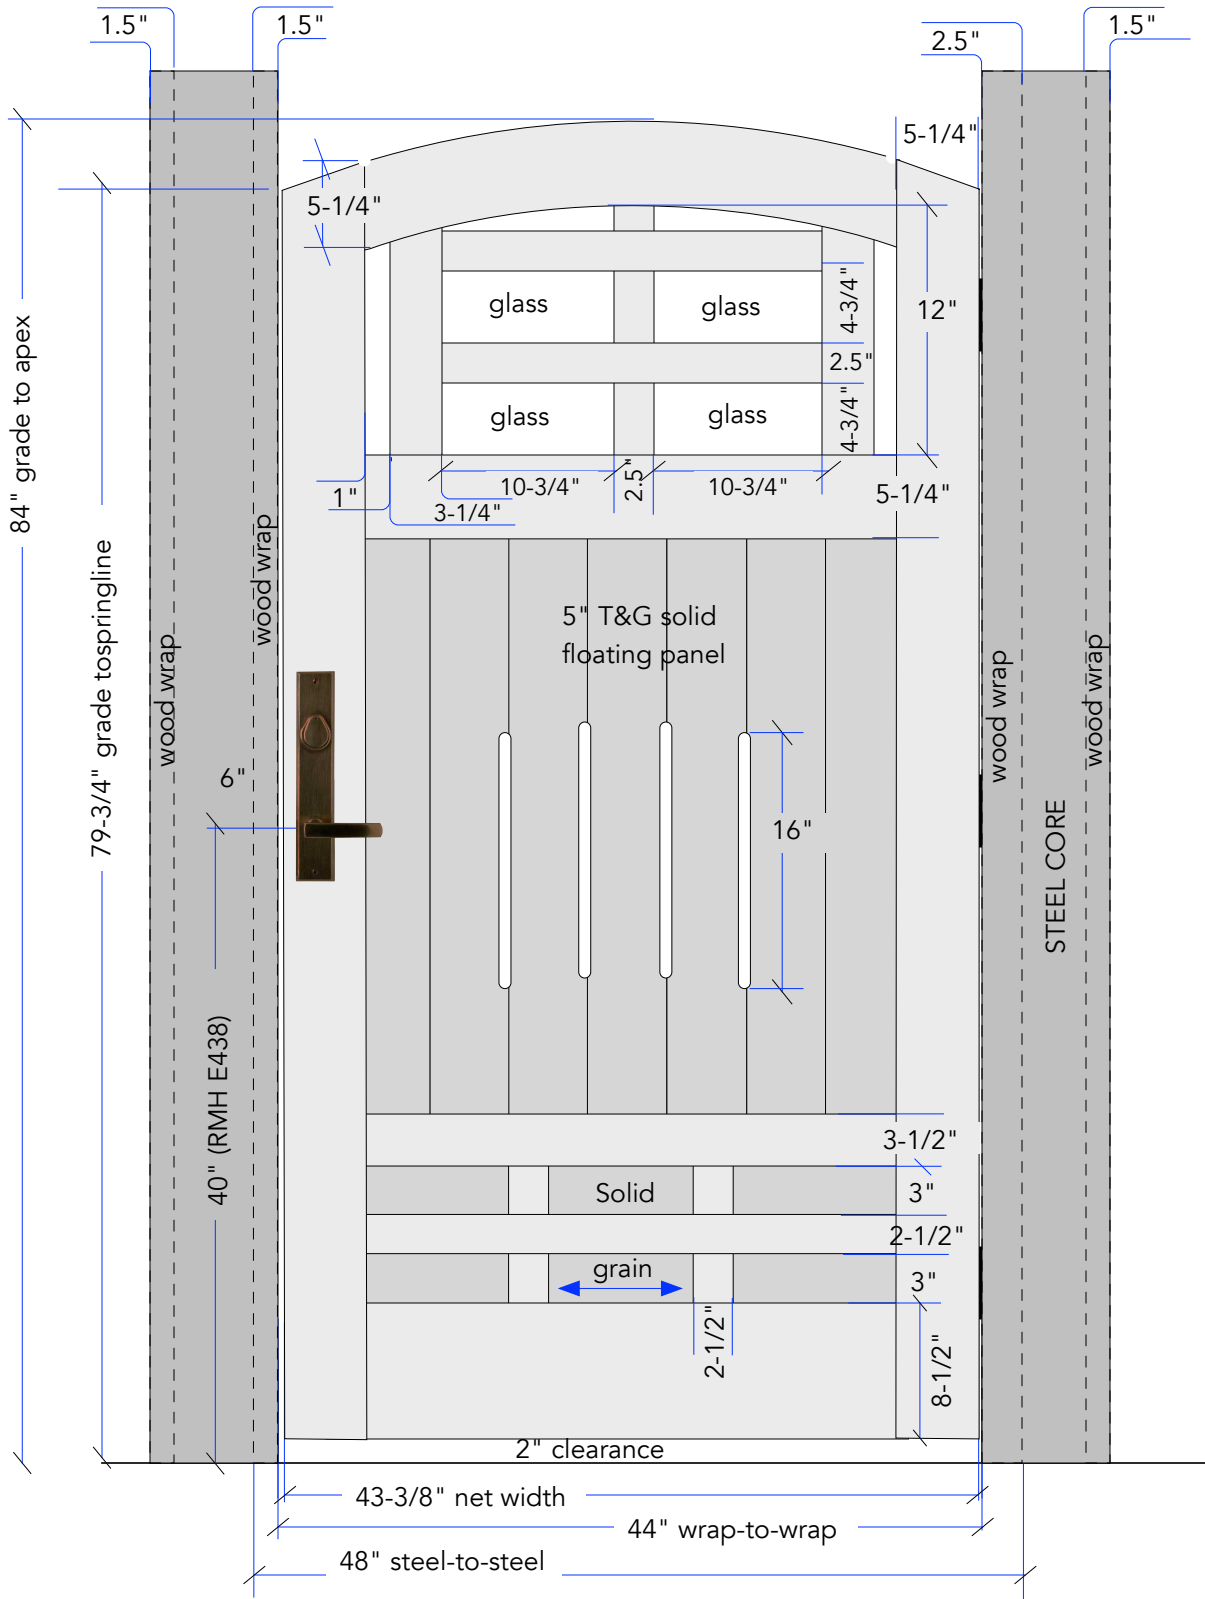 1.5"
1.5"
2.5"
1.5"
5-1/4"
5-1/4"
glass
glass
4-3/4"
12"
2.5"
glass
glass
4-3/4"
84" grade to apex
79-3/4" grade tospringline
1"
3-1/4"
10-3/4"
2.5"
10-3/4"
5-1/4"
wood wrap
wood wrap
5" T&G solid
floating panel
wood wrap
wood wrap
6"
16"
STEEL CORE
40" (RMH E438)
3-1/2"
Solid
3"
2-1/2"
grain
3"
2-1/2"
8-1/2"
2" clearance
43-3/8" net width
44" wrap-to-wrap
48" steel-to-steel